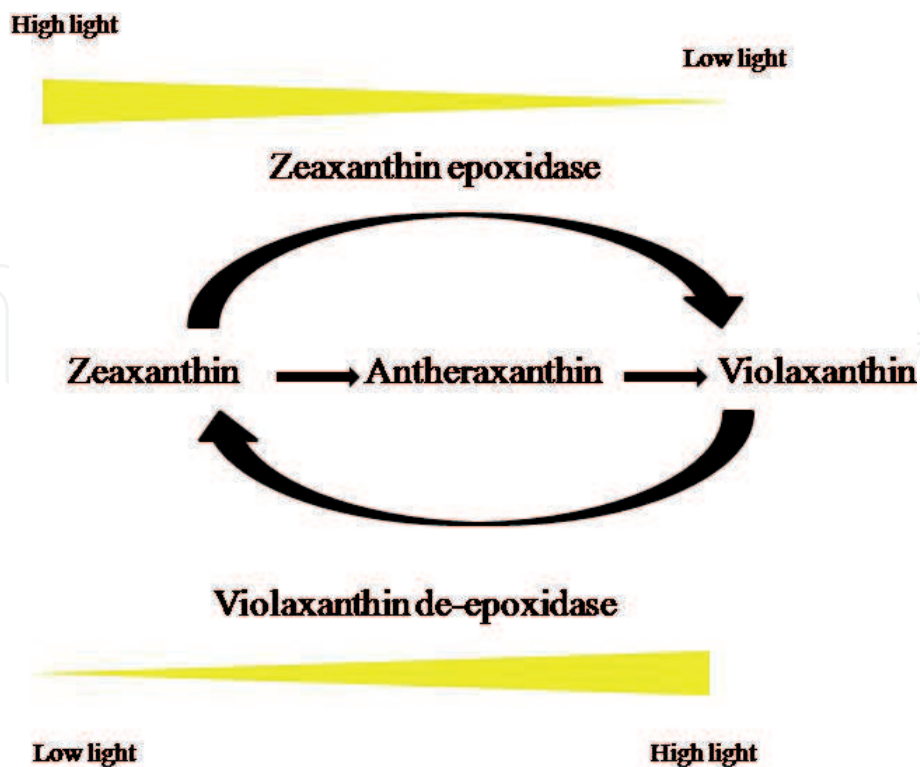 High light
Low light
Zeaxanthin epoxidase
Zeaxanthin Antheraxanthin Violaxanthin
Violaxanthin de-epoxidase
Low light High light